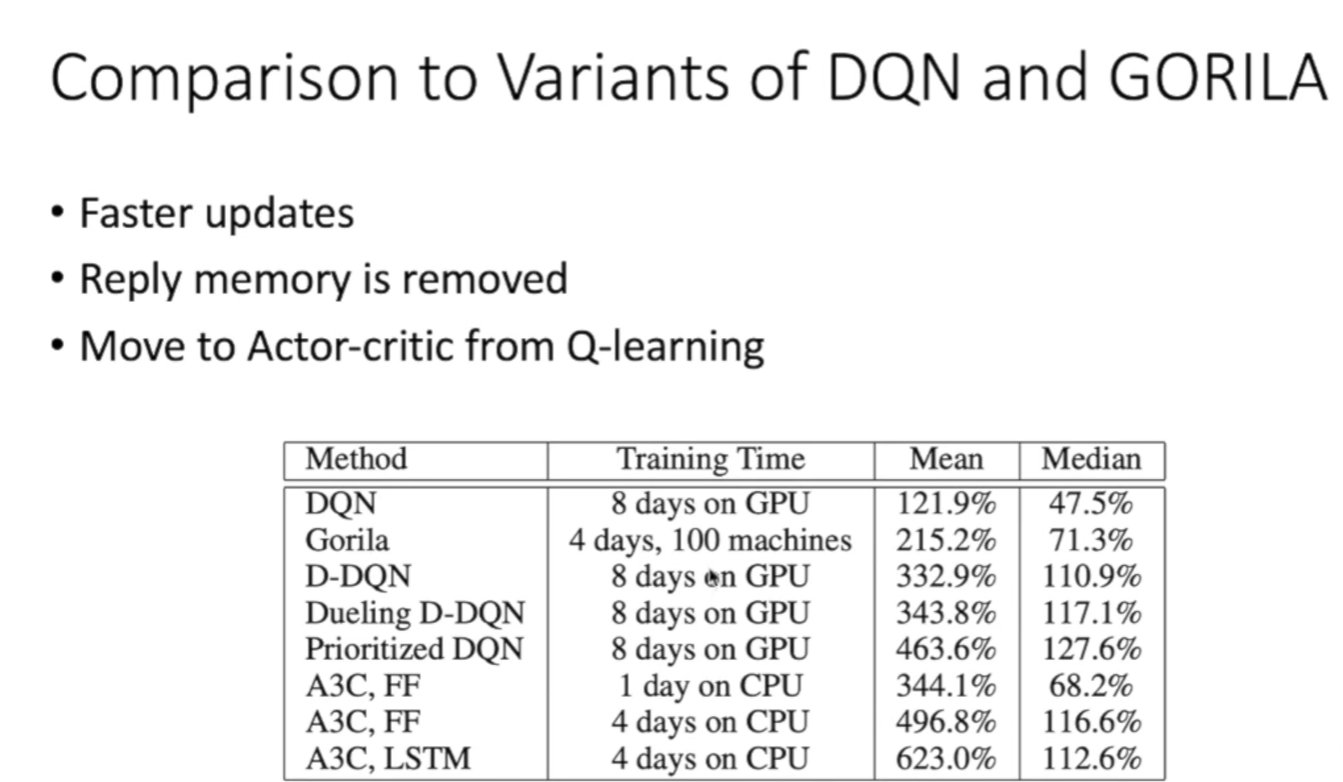 Comparison to Variants of DQN and GORILA
• Faster updates
• Reply memory is removed
• Move to Actor-critic from Q-learning
Method Training Time Mean Median
DQN 8 days on GPU 121.9% 47.5%
Gorila 4 days, 100 machines 215.2% 71.3%
D-DQN 8 days on GPU 332.9% 110.9%
Dueling D-DQN 8 days on GPU 343.8% 117.1%
Prioritized DQN 8 days on GPU 463.6% 127.6%
A3C, FF 1 day on CPU 344.1% 68.2%
A3C, FF 4 days on CPU 496.8% 116.6%
A3C, LSTM 4 days on CPU 623.0% 112.6%